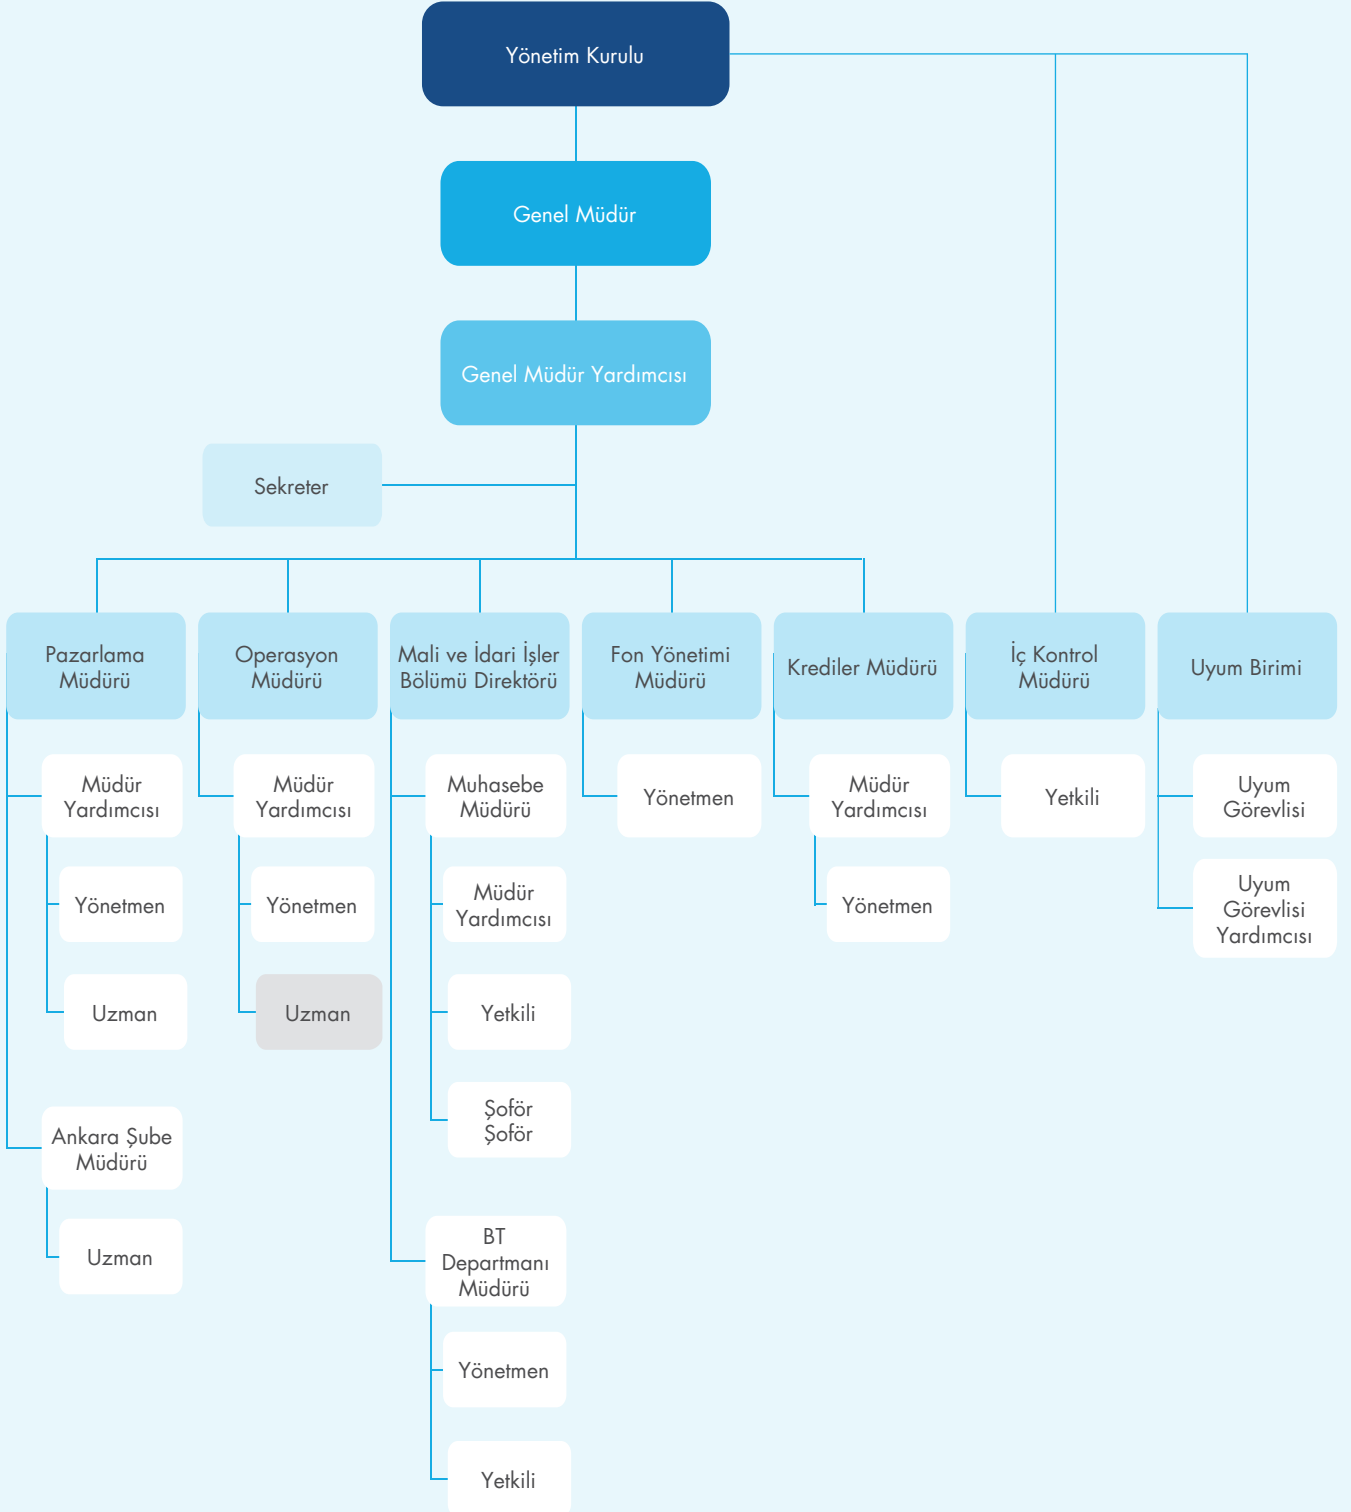 Yönetim Kurulu
Genel Müdür
Genel Müdür Yardımcısı
Sekreter
Pazarlama
Müdürü
Operasyon
Müdürü
Mali ve İdari İşler
Bölümü Direktörü
Fon Yönetimi
Müdürü
Krediler Müdürü
İç Kontrol
Müdürü
Uyum Birimi
Müdür
Yardımcısı
Yönetmen
Uzman
Ankara Şube
Müdürü
Uzman
Müdür
Yardımcısı
Yönetmen
Uzman
Muhasebe
Müdürü
Müdür
Yardımcısı
Yetkili
Şoför
Şoför
BT
Departmanı
Müdürü
Yönetmen
Yetkili
Yönetmen
Müdür
Yardımcısı
Yönetmen
Yetkili
Uyum
Görevlisi
Uyum
Görevlisi
Yardımcısı